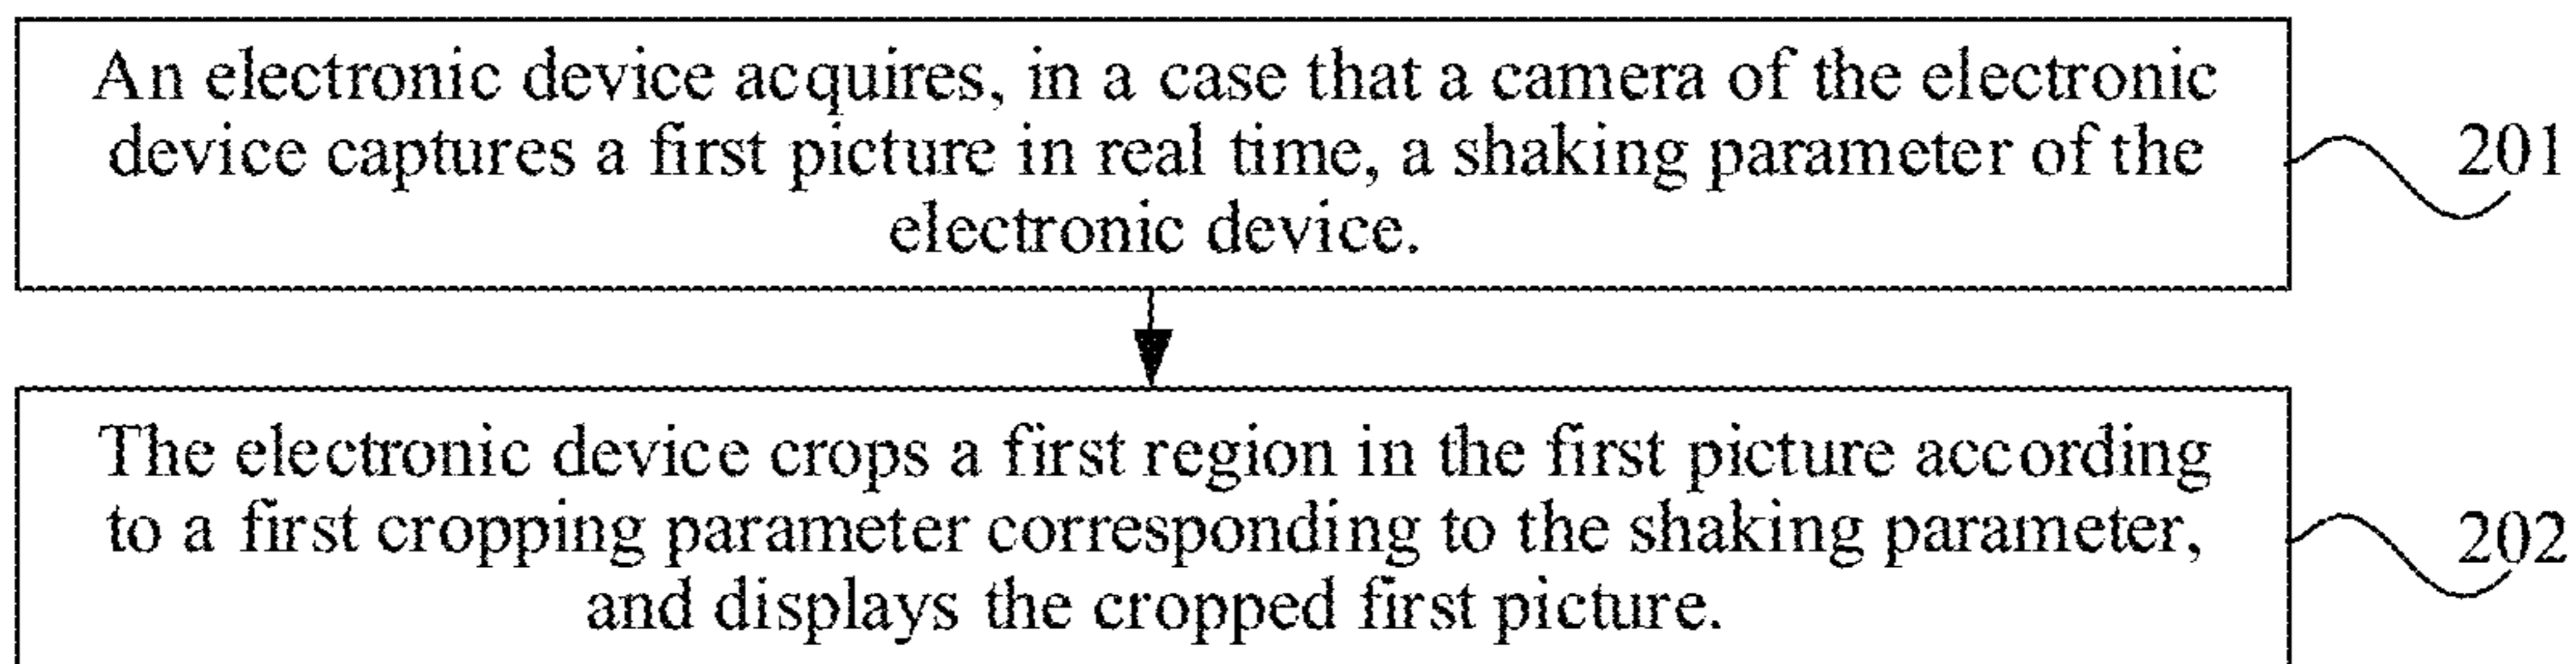 An electronic device acquires, in a case that a camera of the electronic
device captures a first picture in real time, a shaking parameter of the
electronic device.
201
The electronic device crops a first region in the first picture according
to a first cropping parameter corresponding to the shaking parameter,
and displays the cropped first picture.
202